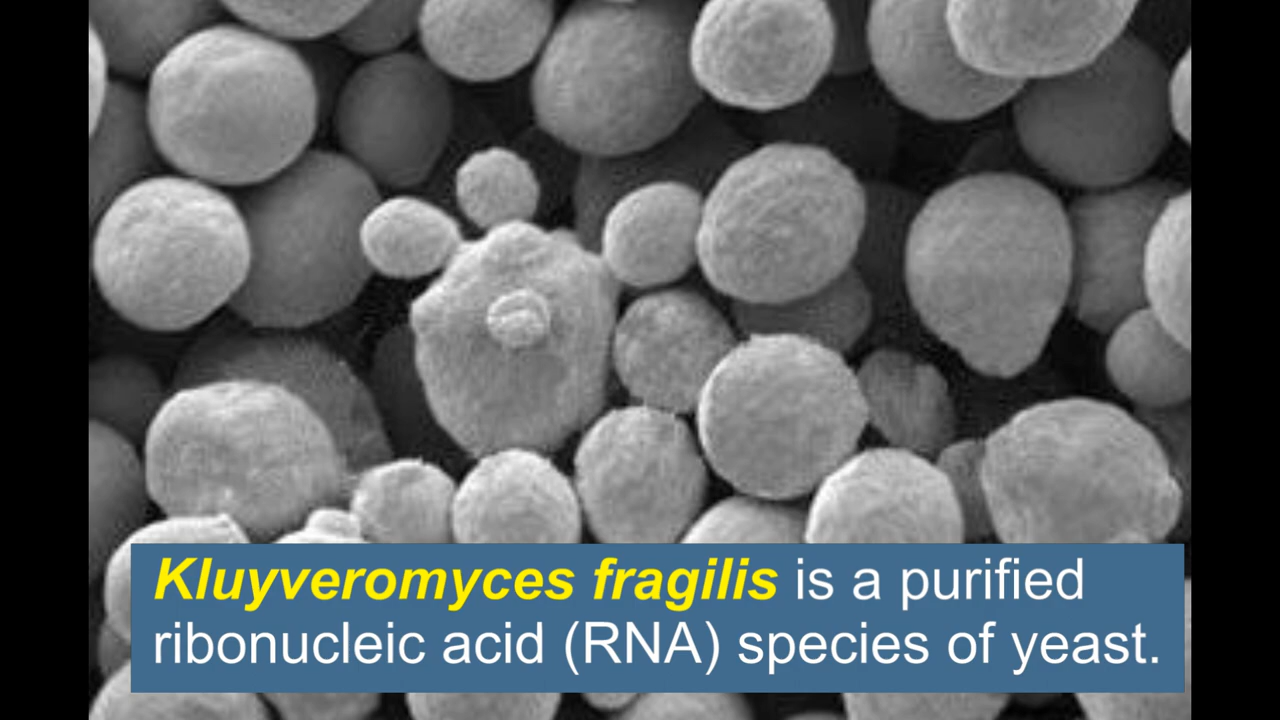 Kluyveromyces fragilis is a purified
ribonucleic acid (RNA) species of yeast.